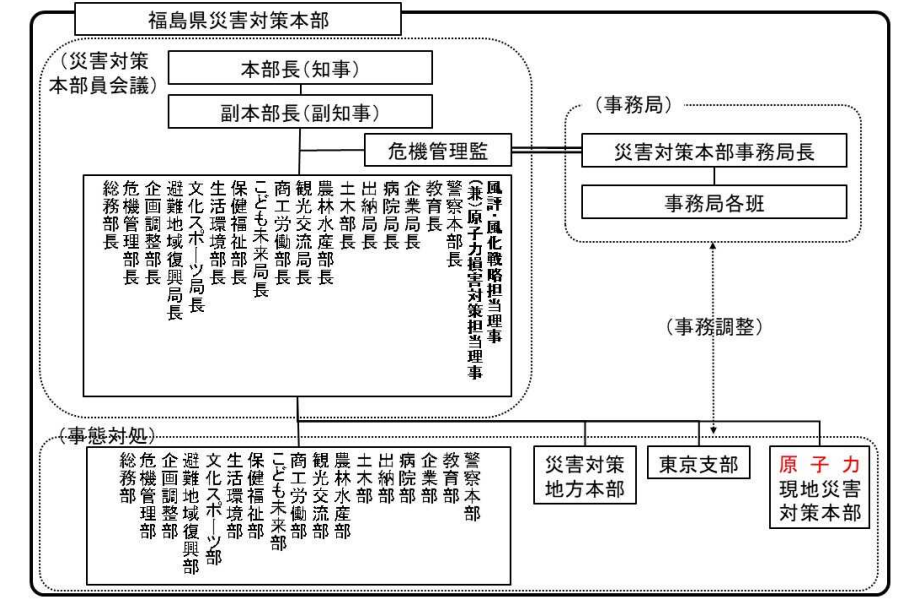 福島県災害対策本部
（災害対策
本部員会議）
本部長（知事）
副本部長（副知事）
危機管理監
（事務局）
災害対策本部事務局長
事務局各班
総務部長
危機管理部長
企画調整部長
避難地域復興局長
文化スポーツ局長
生活環境部長
保健福祉部長
こども未来局長
商工労働部長
観光交流局長
農林水産部長
土木部長
出納局長
病院局長
企業局長
教育長
警察本部長
（兼）原子力損害対策担当理事
風評・風化戦略担当理事
（事務調整）
（事態対処）
総務部
危機管理部
企画調整部
避難地域復興部
文化スポーツ部
生活環境部
保健福祉部
こども未来部
商工労働部
観光交流部
農林水産部
土木部
出納部
病院部
企業部
教育部
警察本部
災害対策
地方本部
東京支部
原子力
現地災害
対策本部